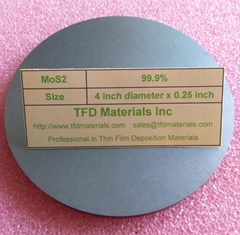 MoS2 99.9%
Size 4 inch diameter x 0.25 inch
TFD Materials Inc
http://www.tfdmaterials.com sales@tfdmaterials.com
Professional in Thin Film Deposition Materials